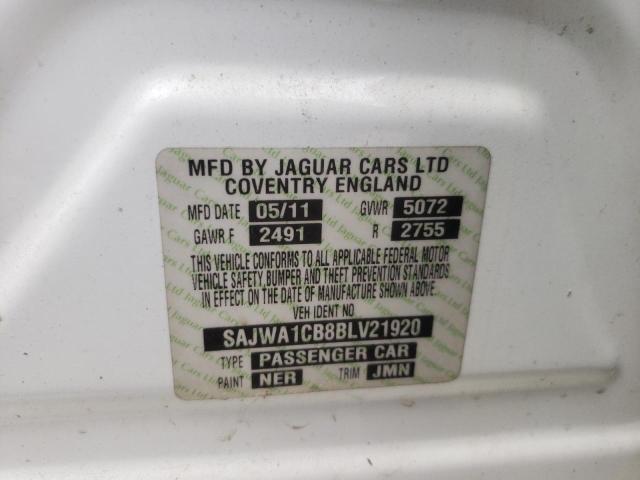 MFD BY JAGUAR CARS LTD
COVENTRY ENGLAND
MFD DATE 05/11 GVWR 5072
GAWR F 2491 R 2755
THIS VEHICLE CONFORMS TO ALL APPLICABLE FEDERAL MOTOR
VEHICLE SAFETY, BUMPER AND THEFT PREVENTION STANDARDS
IN EFFECT ON THE DATE OF MANUFACTURE SHOWN ABOVE.
VEH IDENT NO
SAJWA1CB8BLV21920
TYPE PASSENGER CAR
PAINT NER TRIM JMN